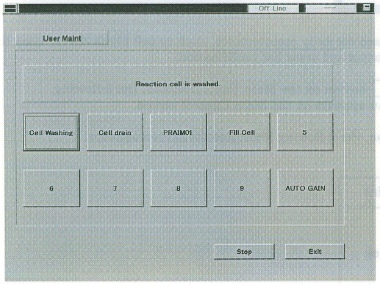 Off Line
User Maint
Reaction cell is washed.
Cell Washing Cell drain PRAIM01 Fill Cell 5
6 7 8 9 AUTO GAIN
Stop Exit